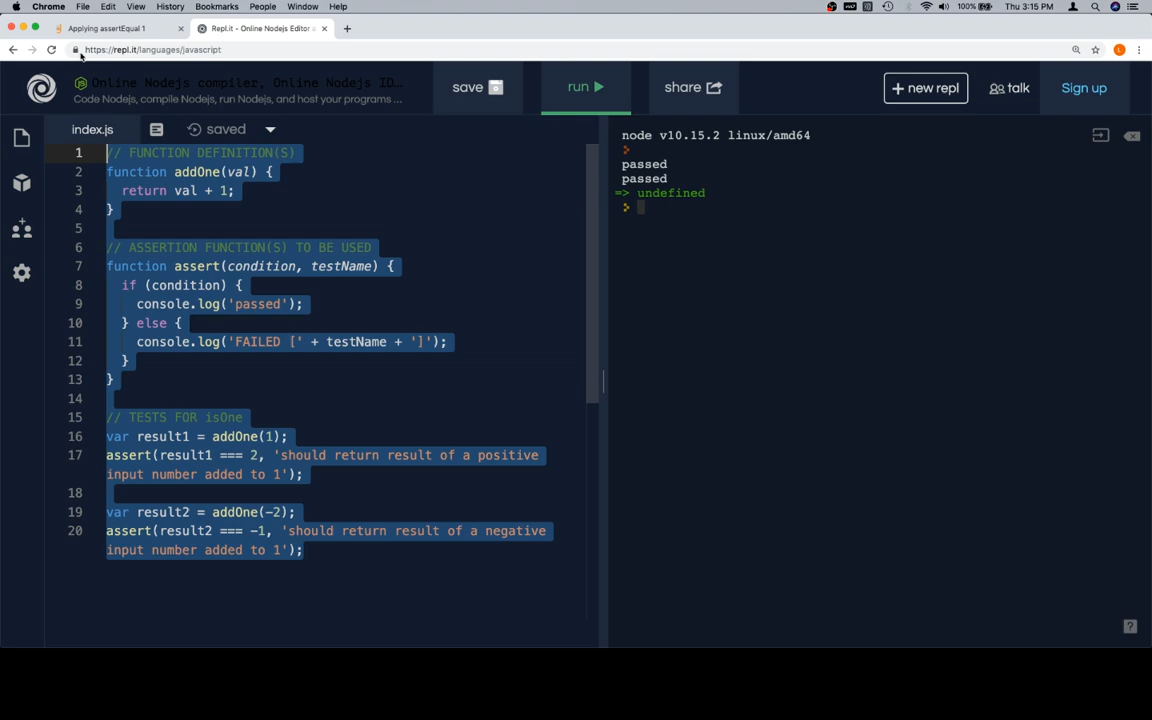 Chrome File Edit View History Bookmarks People Window Help 100% Thu 3:15 PM
Applying assertEqual 1 Repl.it - Online Nodejs Editor a
https://repl.it/languages/javascript
Online Nodejs compiler, Online Nodejs ID...
Code Nodejs, compile Nodejs, run Nodejs, and host your programs ...
save run share + new repl talk Sign up
index.js saved
1 // FUNCTION DEFINITION(S)
2 function addOne(val) {
3 return val + 1;
4 }
5
6 // ASSERTION FUNCTION(S) TO BE USED
7 function assert(condition, testName) {
8 if (condition) {
9 console.log('passed');
10 } else {
11 console.log('FAILED [' + testName + ']');
12 }
13 }
14
15 // TESTS FOR isOne
16 var result1 = addOne(1);
17 assert(result1 === 2, 'should return result of a positive
input number added to 1');
18
19 var result2 = addOne(-2);
20 assert(result2 === -1, 'should return result of a negative
input number added to 1');
node v10.15.2 linux/amd64
passed
passed
=> undefined